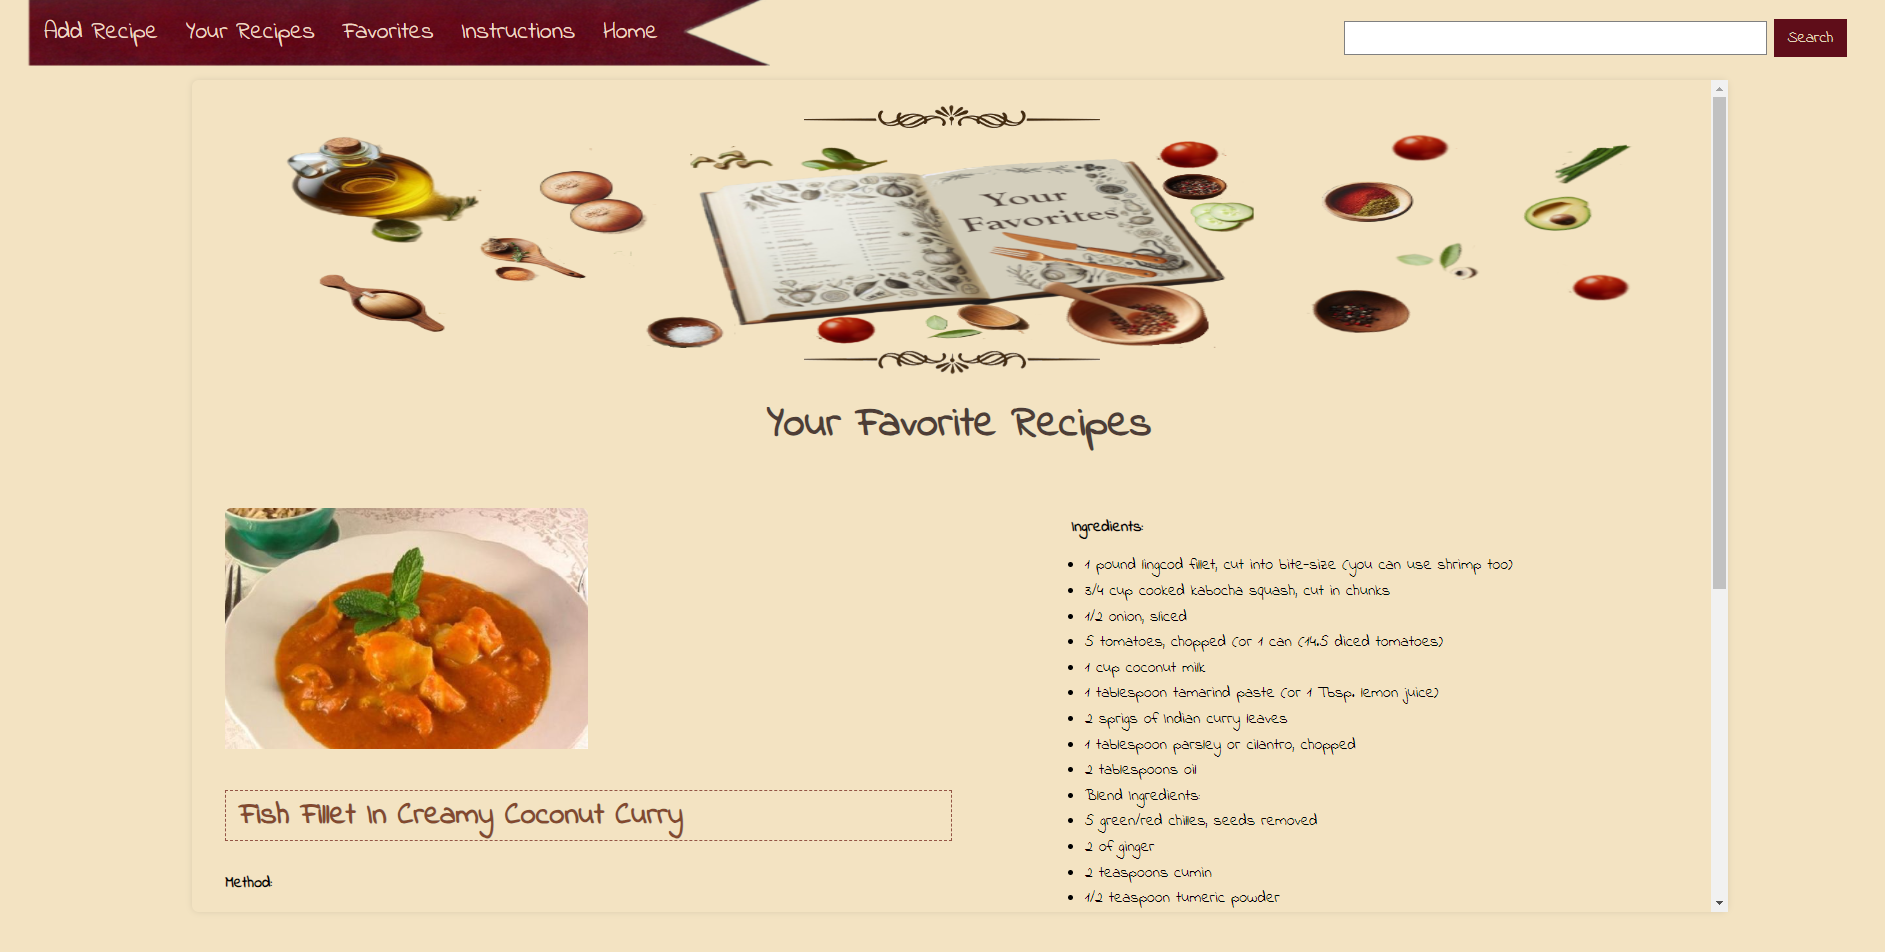 Add Recipe Your Recipes Favorites Instructions Home
Search
Your
Favorites
Your Favorite Recipes
Ingredients:
1 pound lingcod fillet, cut into bite-size (you can use shrimp too)
3/4 cup cooked kabocha squash, cut in chunks
1/2 onion, sliced
5 tomatoes, chopped (or 1 can (14.5 diced tomatoes)
1 cup coconut milk
1 tablespoon tamarind paste (or 1 Tbsp. lemon juice)
2 sprigs of Indian curry leaves
1 tablespoon parsley or cilantro, chopped
2 tablespoons oil
Blend Ingredients:
5 green/red chilles, seeds removed
2 of ginger
2 teaspoons cumin
1/2 teaspoon tumeric powder
Fish Fillet In Creamy Coconut Curry
Method: